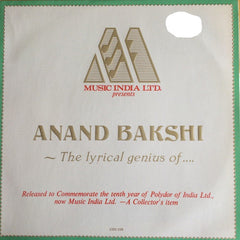 MUSIC INDIA LTD.
presents
ANAND BAKSHI
~ The lyrical genius of....
Released to Commemorate the tenth year of Polydor of India Ltd.,
now Music India Ltd. —A Collector's item